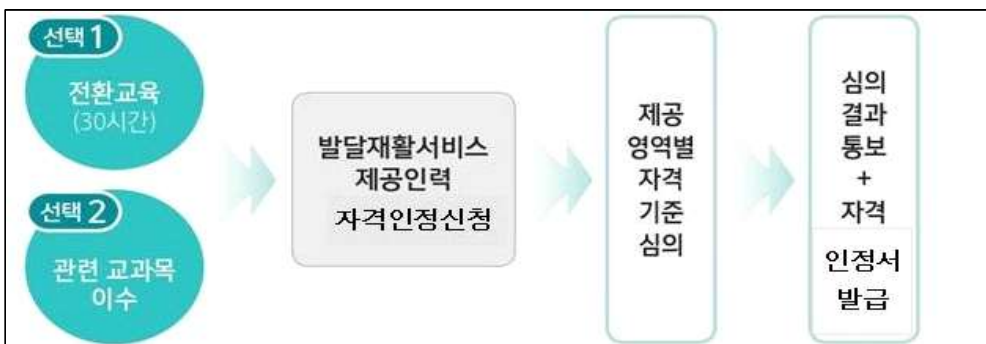 선택 1
전환교육
(30시간)
선택 2
관련 교과목
이수
발달재활서비스
제공인력
자격인정신청
제공
영역별
자격
기준
심의
심의
결과
통보
+
자격
인정서
발급